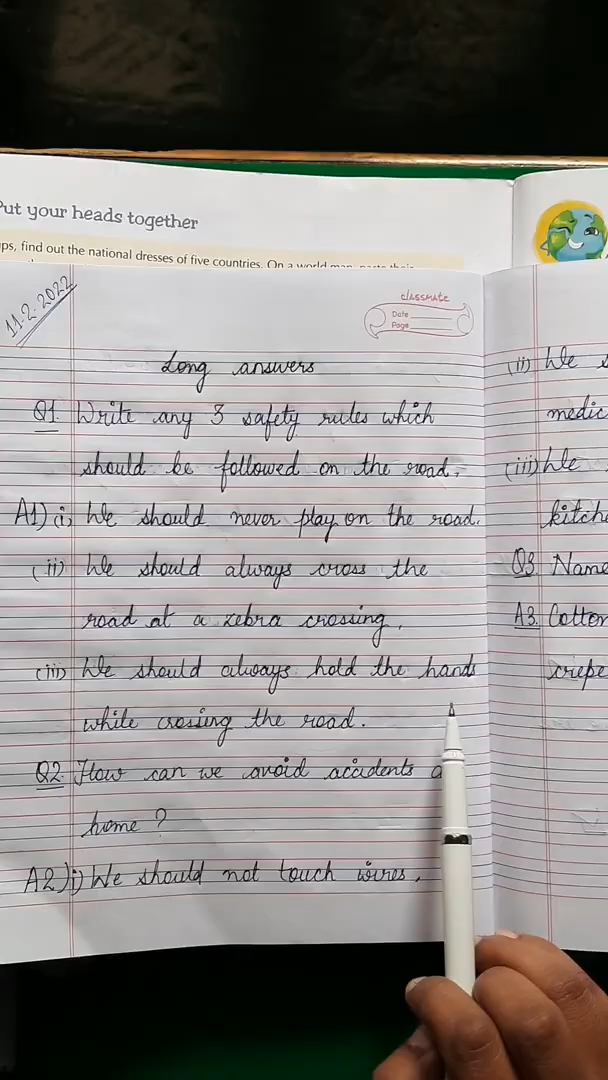 Put your heads together
ups, find out the national dresses of five countries. On a world map, paste their
11.2.2022
classmate
Date
Page
Long answers
Q1. Write any 3 safety rules which
should be followed on the road.
A1) (i) We should never play on the road.
(ii) We should always cross the
road at a zebra crossing.
(iii) We should always hold the hands
while crossing the road.
Q2. How can we avoid accidents a
home ?
A2) i) We should not touch wires.
(ii) We s
medic
(iii) We
kitche
Q3. Name
A3. Cotton
crepe